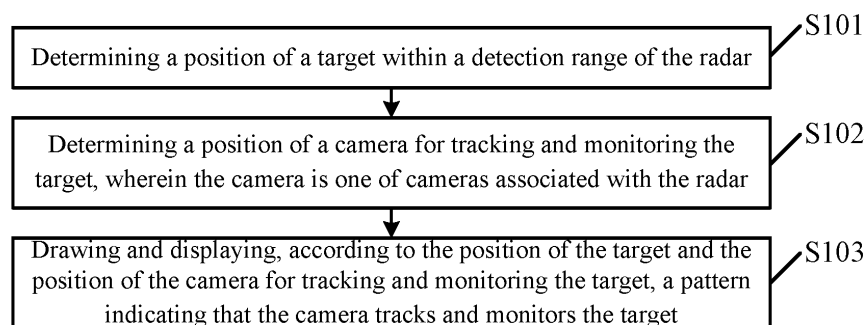 S101
Determining a position of a target within a detection range of the radar
S102
Determining a position of a camera for tracking and monitoring the
target, wherein the camera is one of cameras associated with the radar
S103
Drawing and displaying, according to the position of the target and the
position of the camera for tracking and monitoring the target, a pattern
indicating that the camera tracks and monitors the target